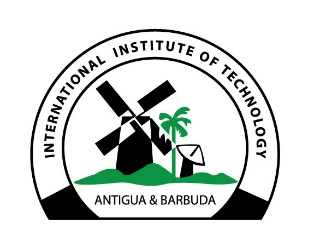 INTERNATIONAL INSTITUTE OF TECHNOLOGY
ANTIGUA & BARBUDA